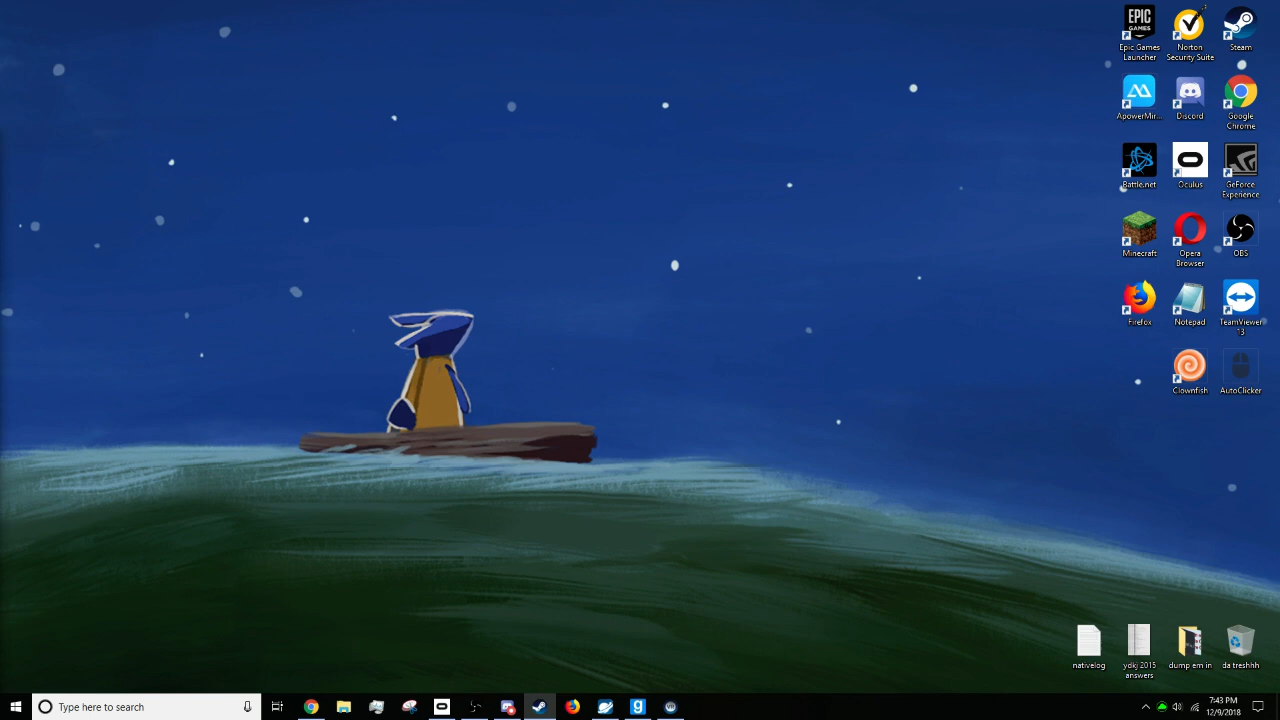 EPIC
GAMES
Epic Games
Launcher
Norton
Security Suite
Steam
ApowerMir...
Discord
Google
Chrome
Battle.net
Oculus
GeForce
Experience
Minecraft
Opera
Browser
OBS
Firefox
Notepad
TeamViewer
13
Clownfish
AutoClicker
nativelog
ydkj 2015
answers
dump em in
da treshhh
Type here to search
7:43 PM
12/9/2018